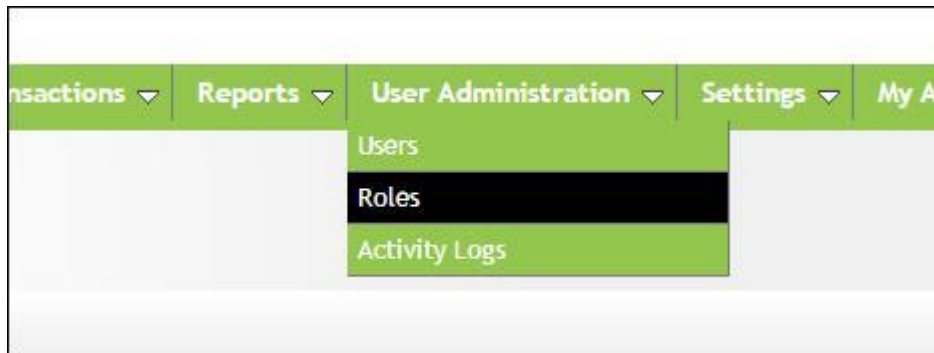 nsactions Reports User Administration Settings My A
Users
Roles
Activity Logs